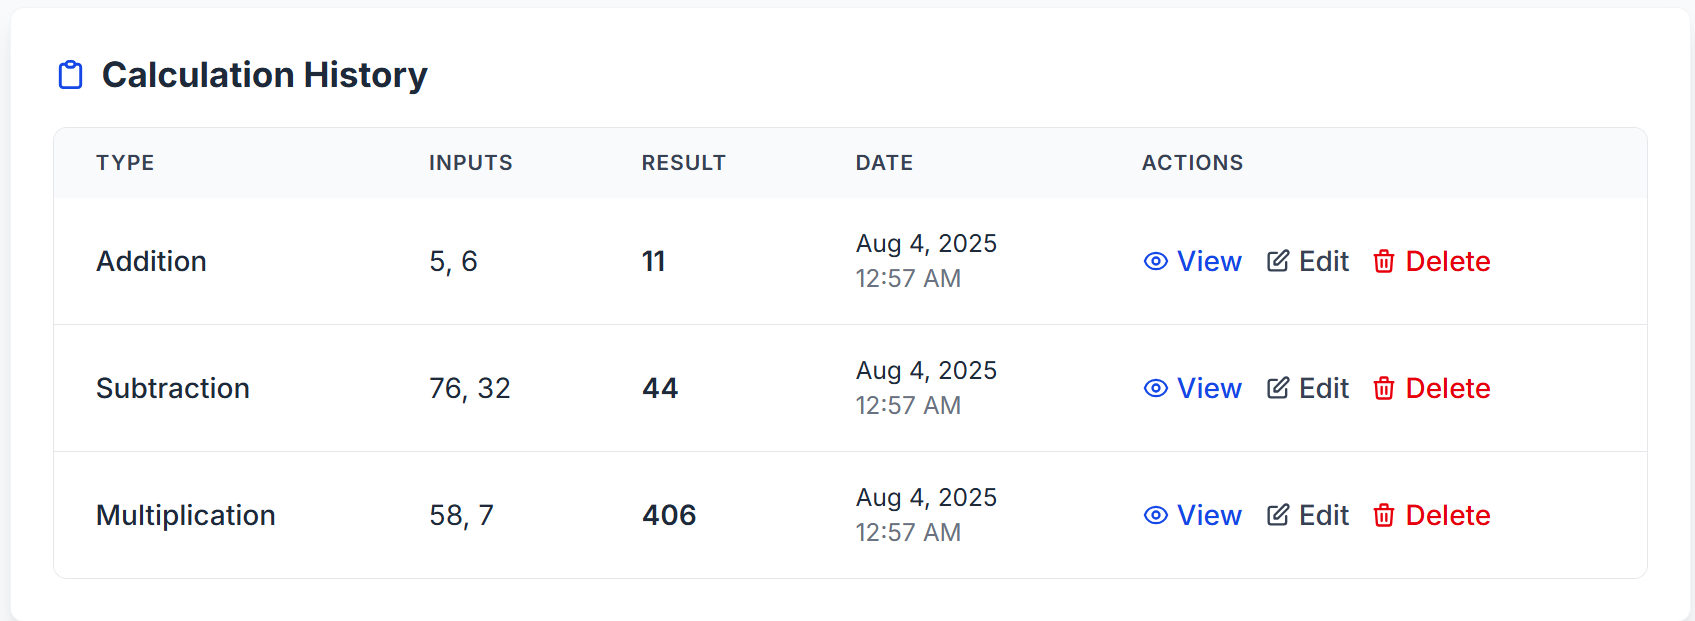 Calculation History
TYPE INPUTS RESULT DATE ACTIONS
Addition 5, 6 11 Aug 4, 2025 View Edit Delete
12:57 AM
Subtraction 76, 32 44 Aug 4, 2025 View Edit Delete
12:57 AM
Multiplication 58, 7 406 Aug 4, 2025 View Edit Delete
12:57 AM